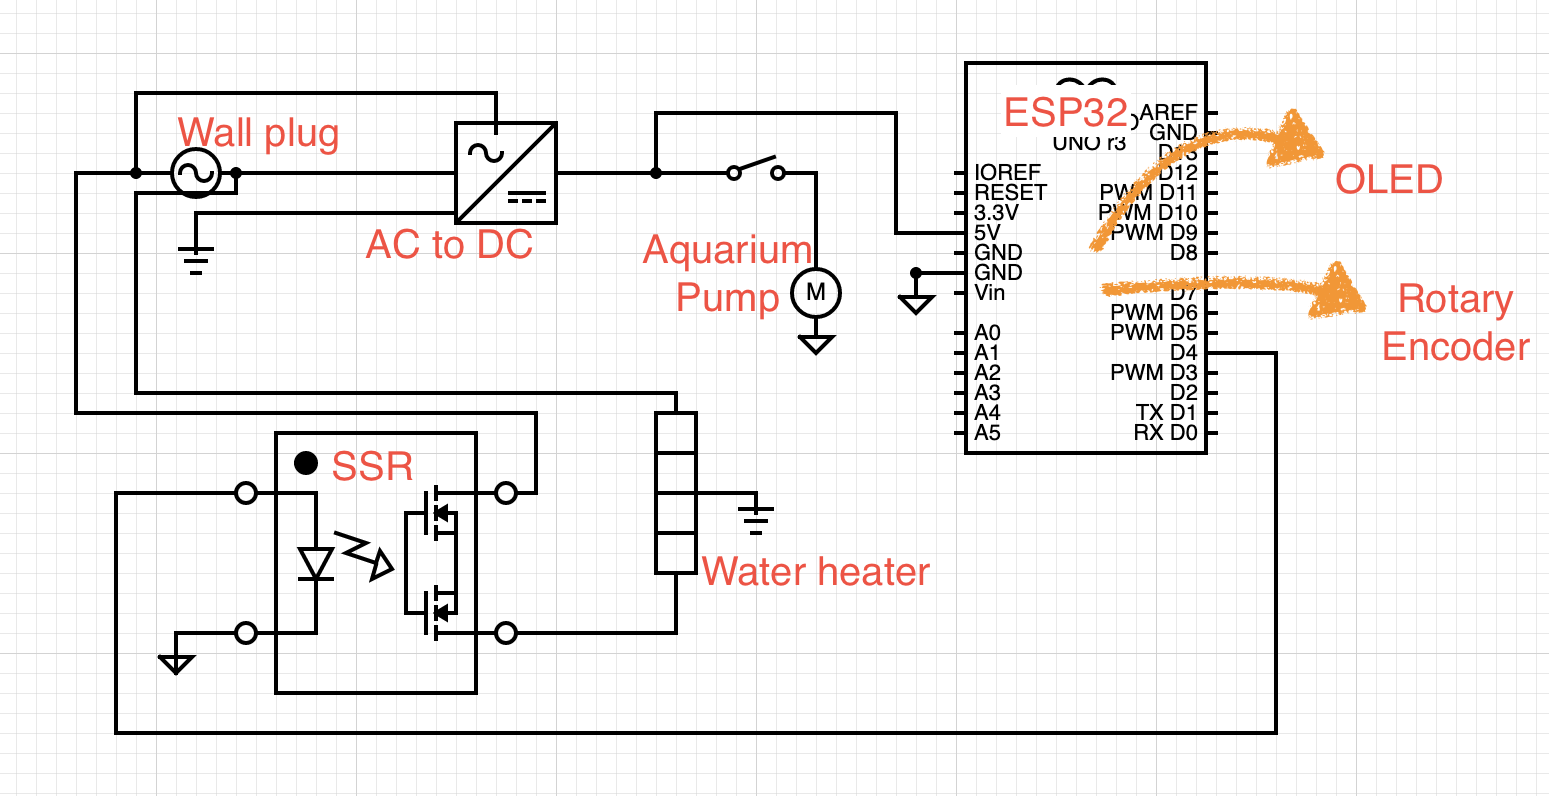 Wall plug
AC to DC
Aquarium
Pump
M
SSR
Water heater
ESP32
UNO r3
IOREF
RESET
3.3V
5V
GND
GND
Vin
A0
A1
A2
A3
A4
A5
AREF
GND
D13
D12
PWM D11
PWM D10
PWM D9
D8
D7
PWM D6
PWM D5
D4
PWM D3
D2
TX D1
RX D0
OLED
Rotary
Encoder